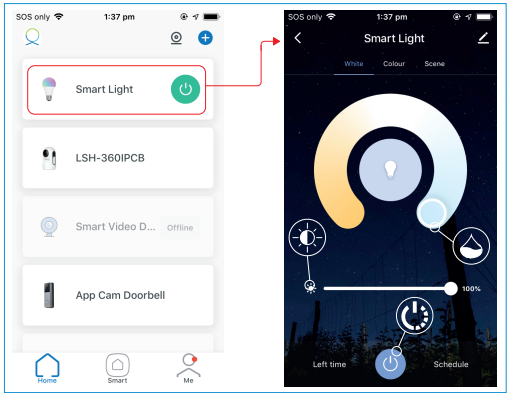 SOS only 1:37 pm
Smart Light
LSH-360IPCB
Smart Video D... Offline
App Cam Doorbell
Home Smart Me
SOS only 1:37 pm
Smart Light
White Colour Scene
100%
Left time Schedule